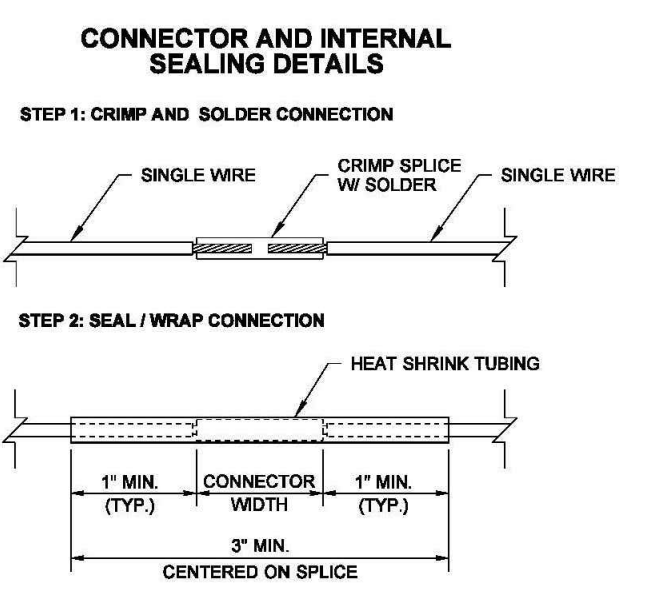 CONNECTOR AND INTERNAL
SEALING DETAILS
STEP 1: CRIMP AND SOLDER CONNECTION
SINGLE WIRE
CRIMP SPLICE
W/ SOLDER
SINGLE WIRE
STEP 2: SEAL / WRAP CONNECTION
HEAT SHRINK TUBING
1" MIN.
(TYP.)
CONNECTOR
WIDTH
1" MIN.
(TYP.)
3" MIN.
CENTERED ON SPLICE